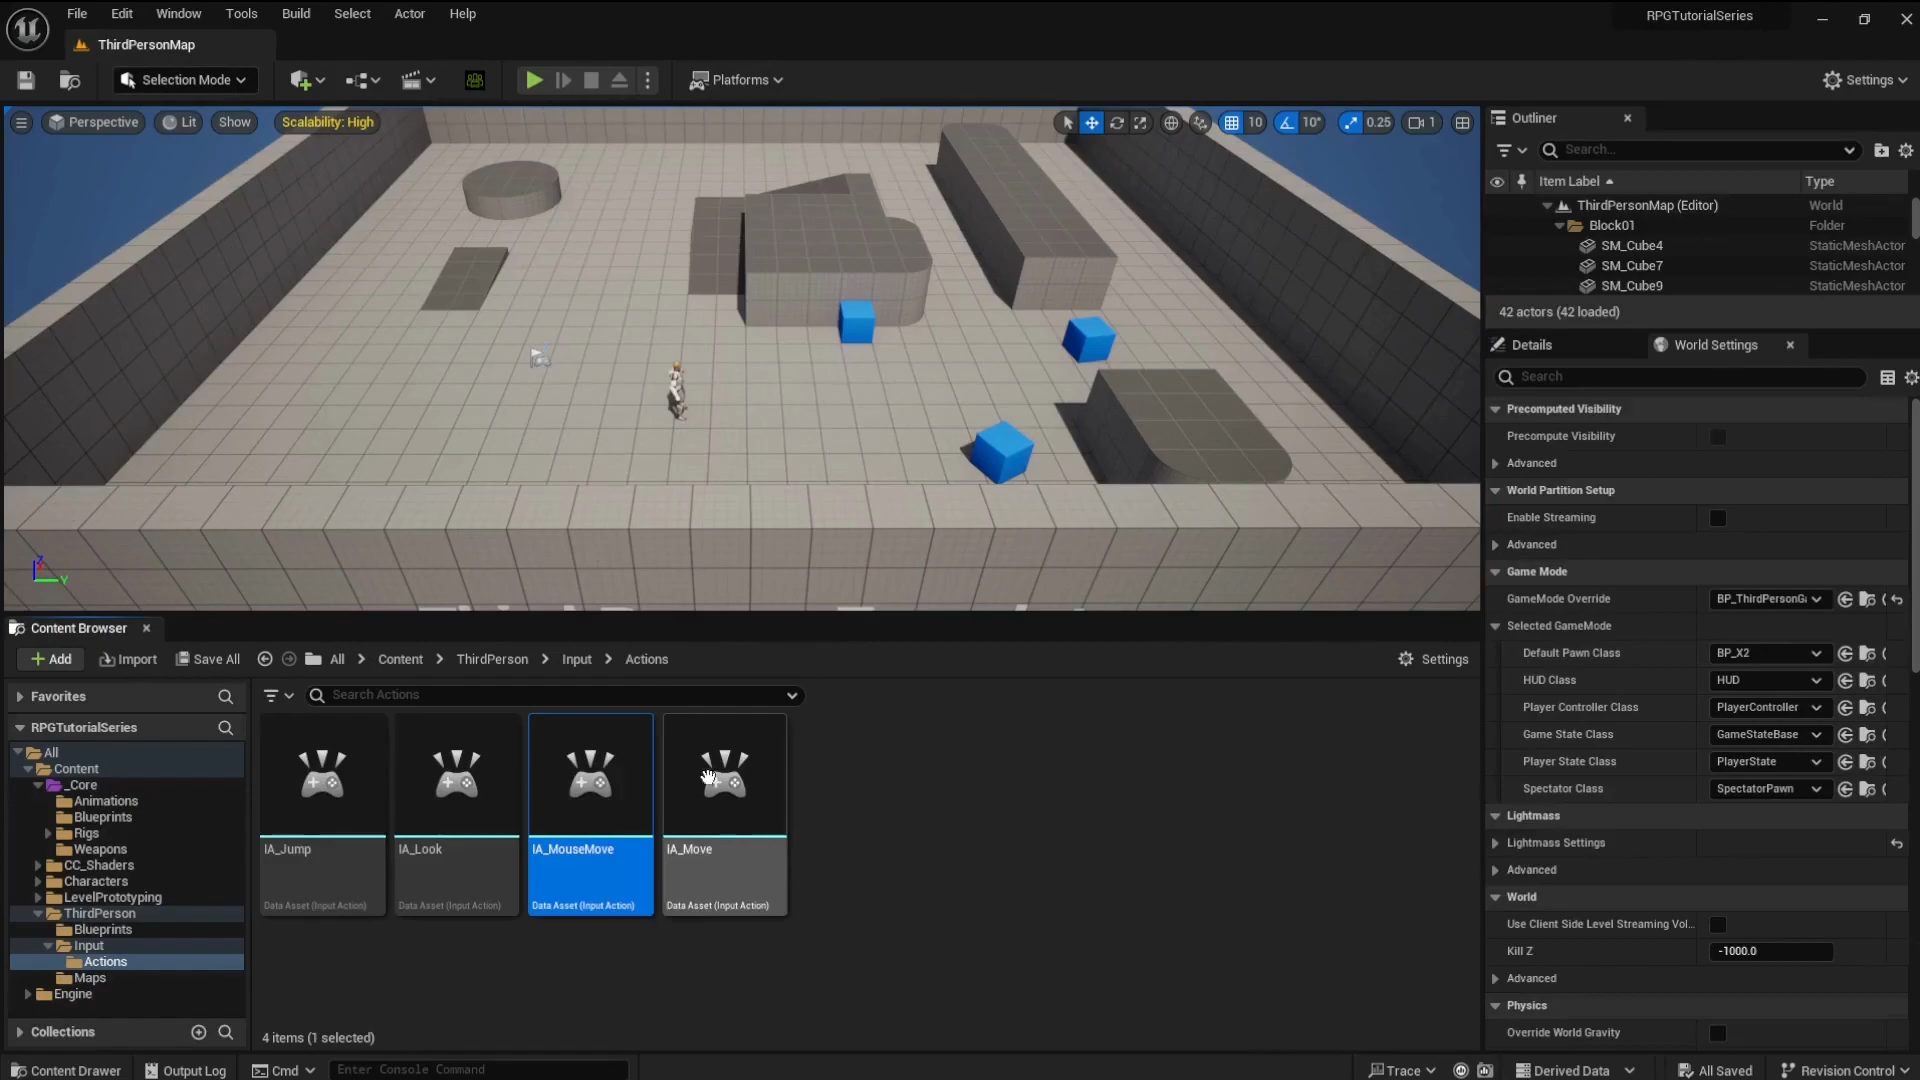 File Edit Window Tools Build Select Actor Help
RPGTutorialSeries
ThirdPersonMap
Selection Mode
Platforms
Settings
Perspective Lit Show Scalability: High
10 10° 0.25 1
Outliner
Search...
Item Label Type
ThirdPersonMap (Editor) World
Block01 Folder
SM_Cube4 StaticMeshActor
SM_Cube7 StaticMeshActor
SM_Cube9 StaticMeshActor
42 actors (42 loaded)
Details World Settings
Search
Precomputed Visibility
Precompute Visibility
Advanced
World Partition Setup
Enable Streaming
Advanced
Game Mode
GameMode Override BP_ThirdPersonGa
Selected GameMode
Default Pawn Class BP_X2
HUD Class HUD
Player Controller Class PlayerController
Game State Class GameStateBase
Player State Class PlayerState
Spectator Class SpectatorPawn
Lightmass
Lightmass Settings
Advanced
World
Use Client Side Level Streaming Vol...
Kill Z -1000.0
Advanced
Physics
Override World Gravity
Z
Y
Content Browser
Add Import Save All All Content ThirdPerson Input Actions Settings
Favorites
Search Actions
RPGTutorialSeries
All
Content
_Core
Animations
Blueprints
Rigs
Weapons
CC_Shaders
Characters
LevelPrototyping
ThirdPerson
Blueprints
Input
Actions
Maps
Engine
Collections
IA_Jump IA_Look IA_MouseMove IA_Move
Data Asset (Input Action) Data Asset (Input Action) Data Asset (Input Action) Data Asset (Input Action)
4 items (1 selected)
Content Drawer Output Log Cmd Enter Console Command Trace Derived Data All Saved Revision Control